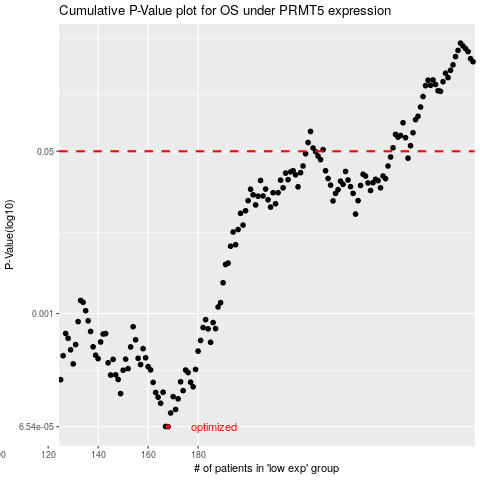 Cumulative P-Value plot for OS under PRMT5 expression
P-Value(log10)
0.05
0.001
6.54e-05
optimized
00 120 140 160 180
# of patients in 'low exp' group